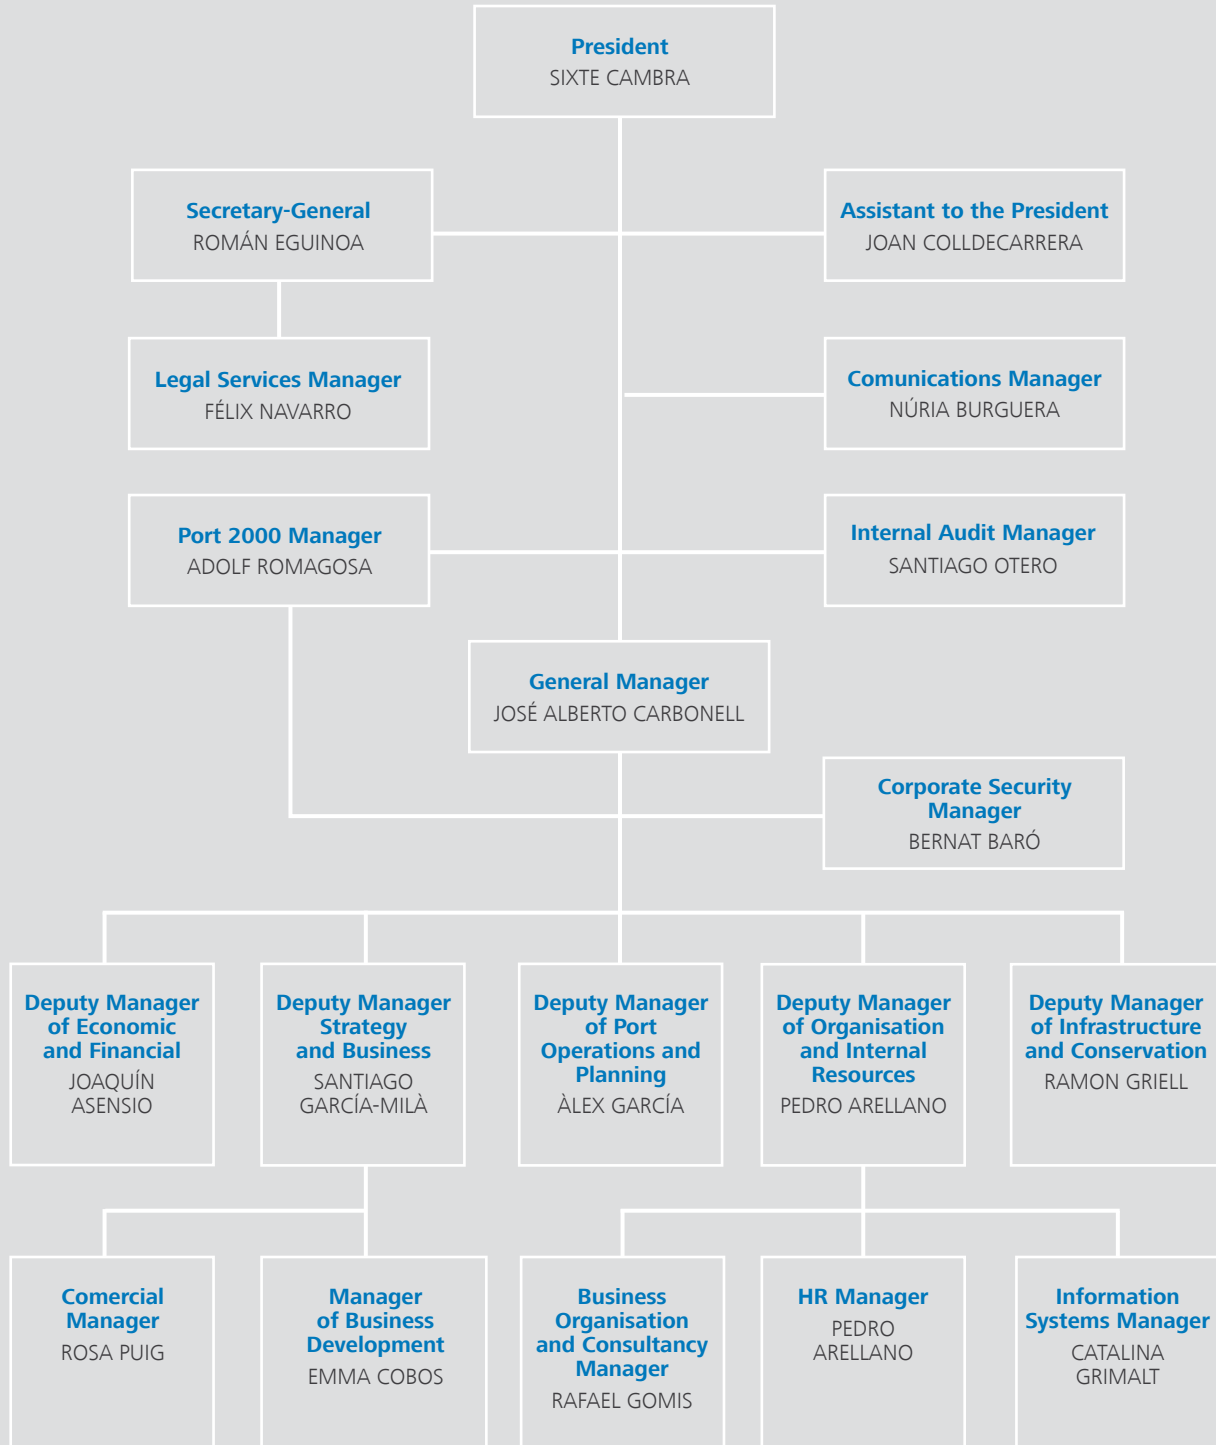 President
SIXTE CAMBRA
Secretary-General
ROMÁN EGUINOA
Assistant to the President
JOAN COLLDECARRERA
Legal Services Manager
FÉLIX NAVARRO
Comunications Manager
NÚRIA BURGUERA
Port 2000 Manager
ADOLF ROMAGOSA
Internal Audit Manager
SANTIAGO OTERO
General Manager
JOSÉ ALBERTO CARBONELL
Corporate Security
Manager
BERNAT BARÓ
Deputy Manager
of Economic
and Financial
JOAQUÍN
ASENSIO
Deputy Manager
Strategy
and Business
SANTIAGO
GARCÍA-MILÀ
Deputy Manager
of Port
Operations and
Planning
ÀLEX GARCÍA
Deputy Manager
of Organisation
and Internal
Resources
PEDRO ARELLANO
Deputy Manager
of Infrastructure
and Conservation
RAMON GRIELL
Comercial
Manager
ROSA PUIG
Manager
of Business
Development
EMMA COBOS
Business
Organisation
and Consultancy
Manager
RAFAEL GOMIS
HR Manager
PEDRO
ARELLANO
Information
Systems Manager
CATALINA
GRIMALT